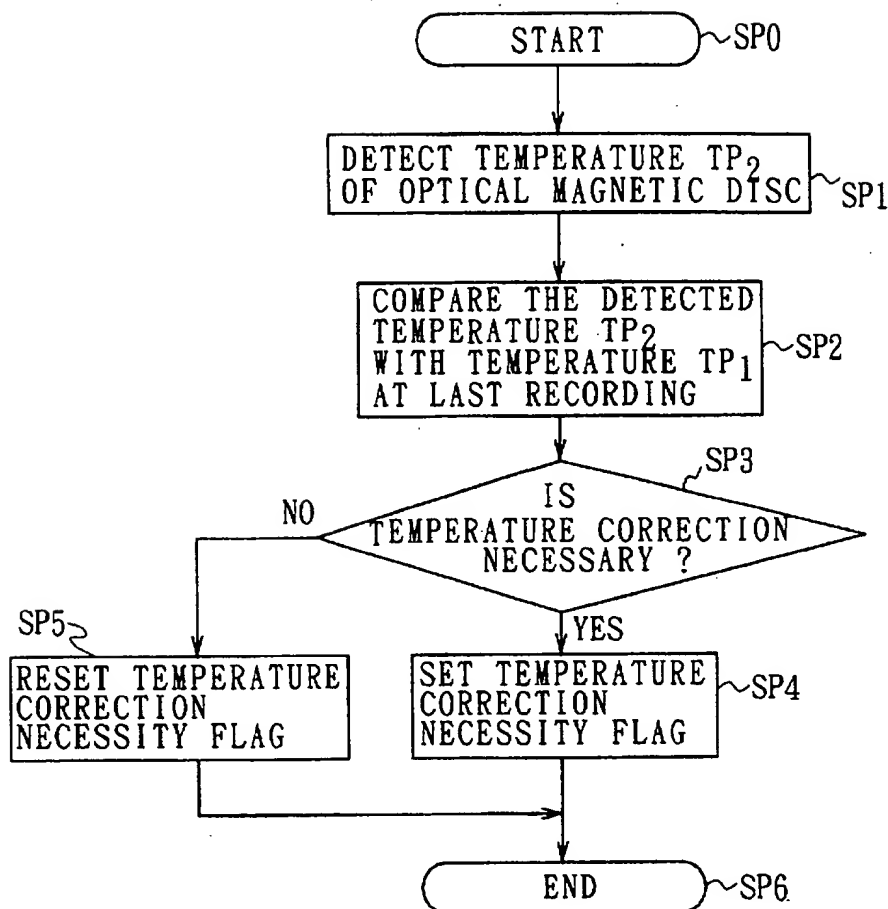 START
SP0
DETECT TEMPERATURE TP2
OF OPTICAL MAGNETIC DISC
SP1
COMPARE THE DETECTED
TEMPERATURE TP2
WITH TEMPERATURE TP1
AT LAST RECORDING
SP2
SP3
IS
TEMPERATURE CORRECTION
NECESSARY ?
NO
YES
SP5
RESET TEMPERATURE
CORRECTION
NECESSITY FLAG
SET TEMPERATURE
CORRECTION
NECESSITY FLAG
SP4
END
SP6